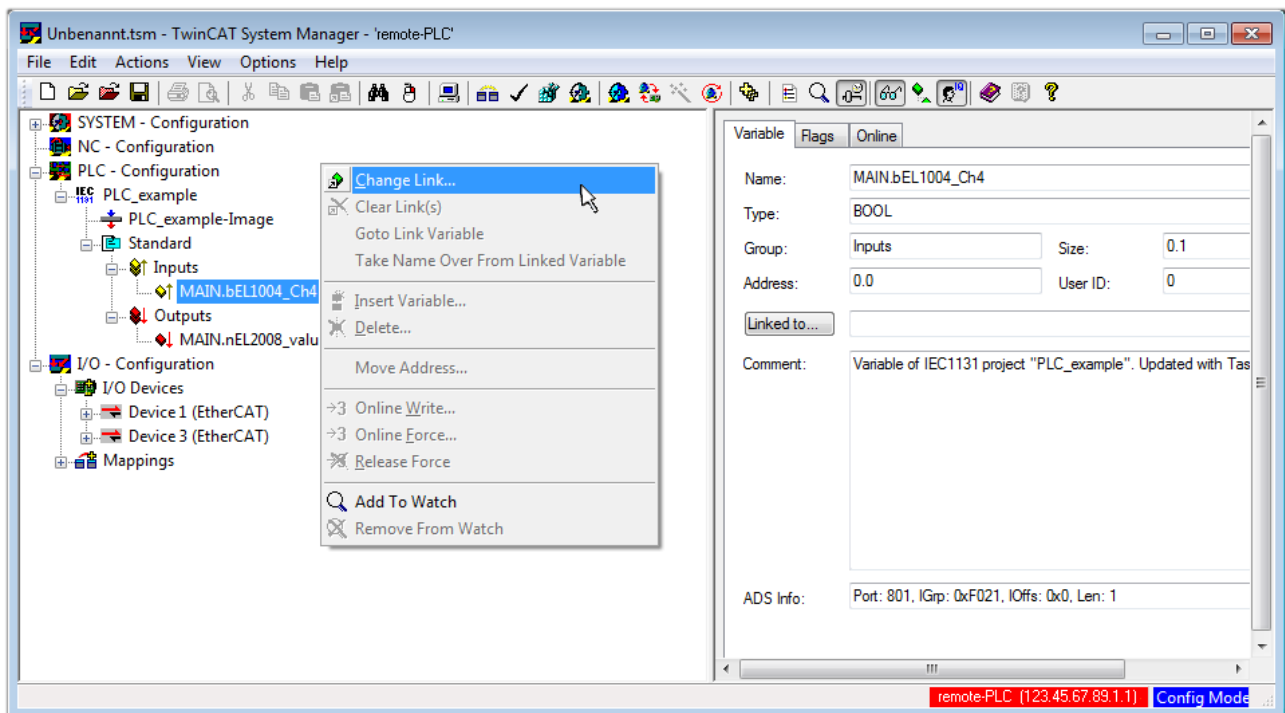 Unbenannt.tsm - TwinCAT System Manager - 'remote-PLC'
File Edit Actions View Options Help
SYSTEM - Configuration
NC - Configuration
PLC - Configuration
IEC 1131 PLC_example
PLC_example-Image
Standard
Inputs
MAIN.bEL1004_Ch4
Outputs
MAIN.nEL2008_valu
I/O - Configuration
I/O Devices
Device 1 (EtherCAT)
Device 3 (EtherCAT)
Mappings
Change Link...
Clear Link(s)
Goto Link Variable
Take Name Over From Linked Variable
Insert Variable...
Delete...
Move Address...
→3 Online Write...
→3 Online Force...
Release Force
Add To Watch
Remove From Watch
Variable Flags Online
Name: MAIN.bEL1004_Ch4
Type: BOOL
Group: Inputs Size: 0.1
Address: 0.0 User ID: 0
Linked to...
Comment: Variable of IEC1131 project "PLC_example". Updated with Tas
ADS Info: Port: 801, IGrp: 0xF021, IOffs: 0x0, Len: 1
remote-PLC (123.45.67.89.1.1) Config Mode